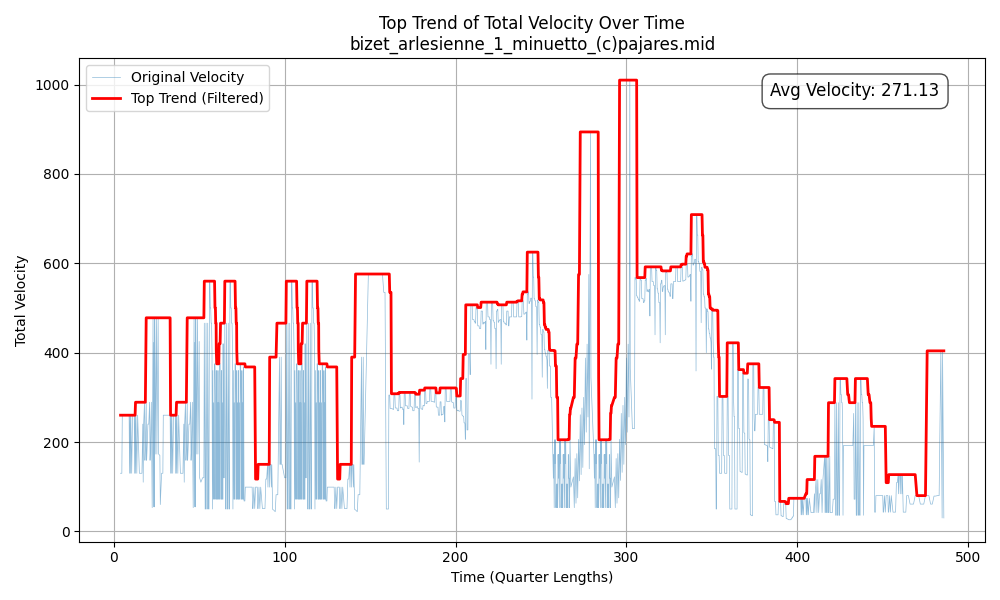 Top Trend of Total Velocity Over Time
bizet_arlesienne_1_minuetto_(c)pajares.mid
Original Velocity
Top Trend (Filtered)
Avg Velocity: 271.13
1000
800
600
400
200
0
Total Velocity
0 100 200 300 400 500
Time (Quarter Lengths)